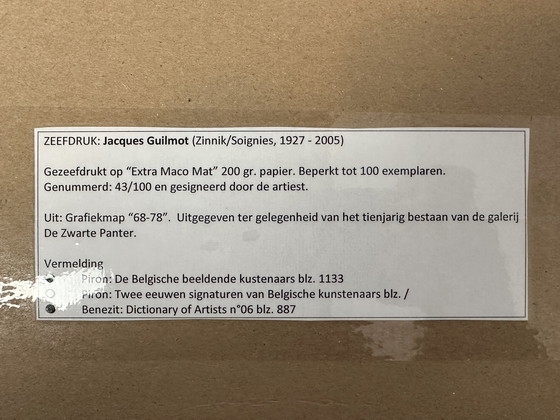 ZEEFDRUK: Jacques Guilmot (Zinnik/Soignies, 1927 - 2005)
Gezeefdrukt op “Extra Maco Mat” 200 gr. papier. Beperkt tot 100 exemplaren.
Genummerd: 43/100 en gesigneerd door de artiest.
Uit: Grafiekmap “68-78”. Uitgegeven ter gelegenheid van het tienjarig bestaan van de galerij
De Zwarte Panter.
Vermelding
Piron: De Belgische beeldende kustenaars blz. 1133
Piron: Twee eeuwen signaturen van Belgische kunstenaars blz. /
Benezit: Dictionary of Artists n°06 blz. 887